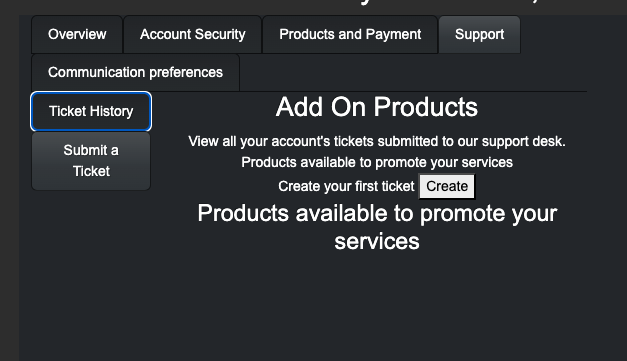 Overview
Account Security
Products and Payment
Support
Communication preferences
Ticket History
Submit a
Ticket
Add On Products
View all your account's tickets submitted to our support desk.
Products available to promote your services
Create your first ticket Create
Products available to promote your
services